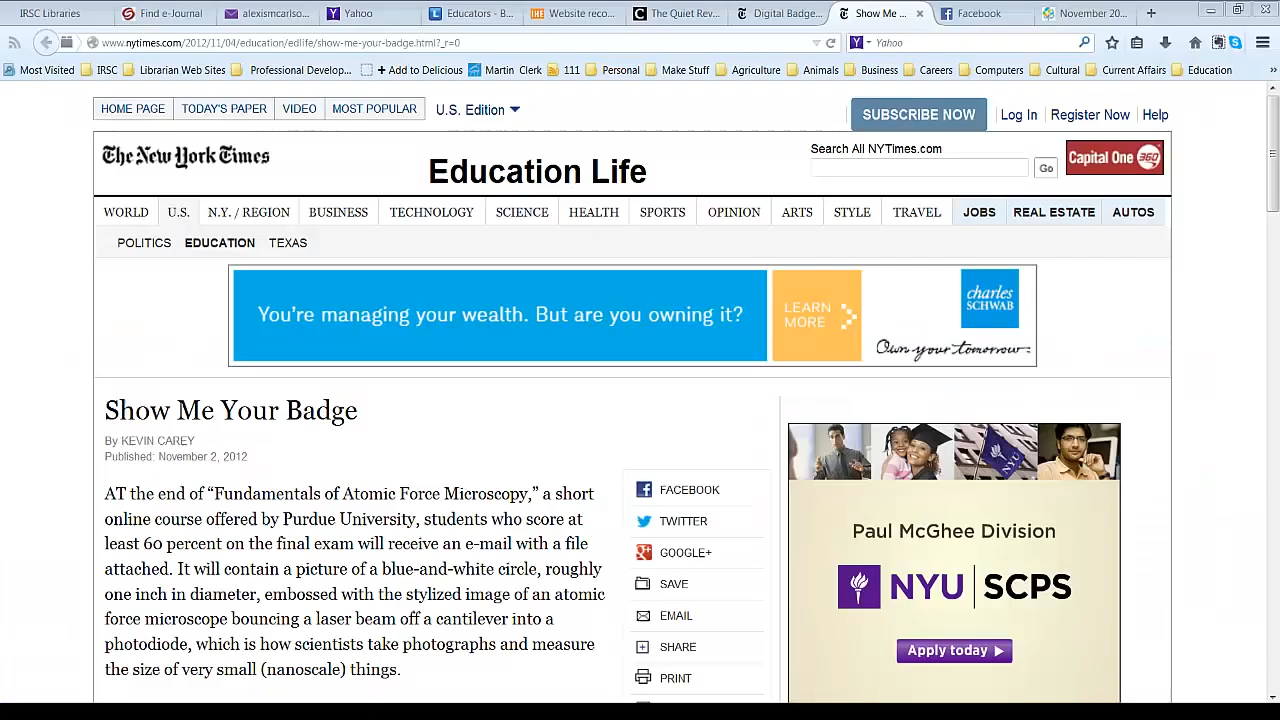 IRSC Libraries
Find e-Journal
alexismcarlso...
Yahoo
Educators - B...
Website reco...
The Quiet Rev...
Digital Badge...
Show Me ...
Facebook
November 20...
www.nytimes.com/2012/11/04/education/edlife/show-me-your-badge.html?_r=0
Yahoo
Most Visited
IRSC
Librarian Web Sites
Professional Develop...
+ Add to Delicious
Martin Clerk
111
Personal
Make Stuff
Agriculture
Animals
Business
Careers
Computers
Cultural
Current Affairs
Education
HOME PAGE
TODAY'S PAPER
VIDEO
MOST POPULAR
U.S. Edition
SUBSCRIBE NOW
Log In
Register Now
Help
The New York Times
Education Life
Search All NYTimes.com
Go
Capital One 360
WORLD
U.S.
N.Y. / REGION
BUSINESS
TECHNOLOGY
SCIENCE
HEALTH
SPORTS
OPINION
ARTS
STYLE
TRAVEL
JOBS
REAL ESTATE
AUTOS
POLITICS
EDUCATION
TEXAS
You're managing your wealth. But are you owning it?
LEARN
MORE
charles
SCHWAB
Own your tomorrow.
Show Me Your Badge
By KEVIN CAREY
Published: November 2, 2012
AT the end of “Fundamentals of Atomic Force Microscopy,” a short
online course offered by Purdue University, students who score at
least 60 percent on the final exam will receive an e-mail with a file
attached. It will contain a picture of a blue-and-white circle, roughly
one inch in diameter, embossed with the stylized image of an atomic
force microscope bouncing a laser beam off a cantilever into a
photodiode, which is how scientists take photographs and measure
the size of very small (nanoscale) things.
FACEBOOK
TWITTER
GOOGLE+
SAVE
EMAIL
SHARE
PRINT
NYU
Paul McGhee Division
NYU SCPS
Apply today